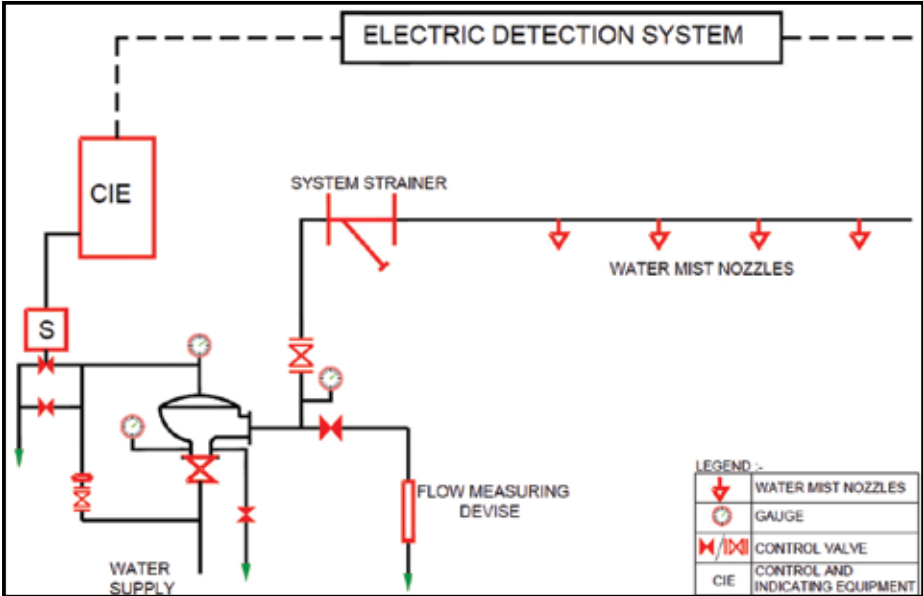 ELECTRIC DETECTION SYSTEM
CIE
SYSTEM STRAINER
WATER MIST NOZZLES
S
FLOW MEASURING
DEVISE
WATER
SUPPLY
LEGEND :-
WATER MIST NOZZLES
GAUGE
CONTROL VALVE
CIE CONTROL AND
INDICATING EQUIPMENT